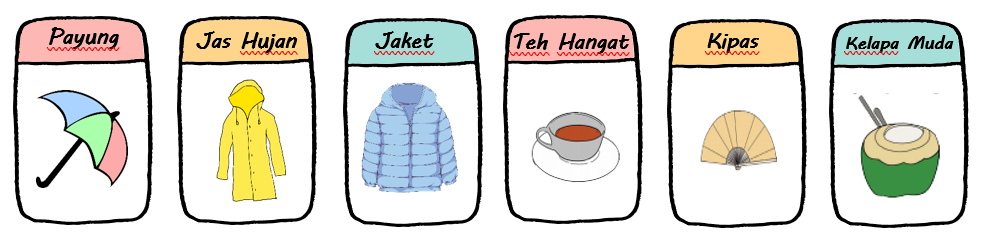 Payung
Jas Hujan
Jaket
Teh Hangat
Kipas
Kelapa Muda